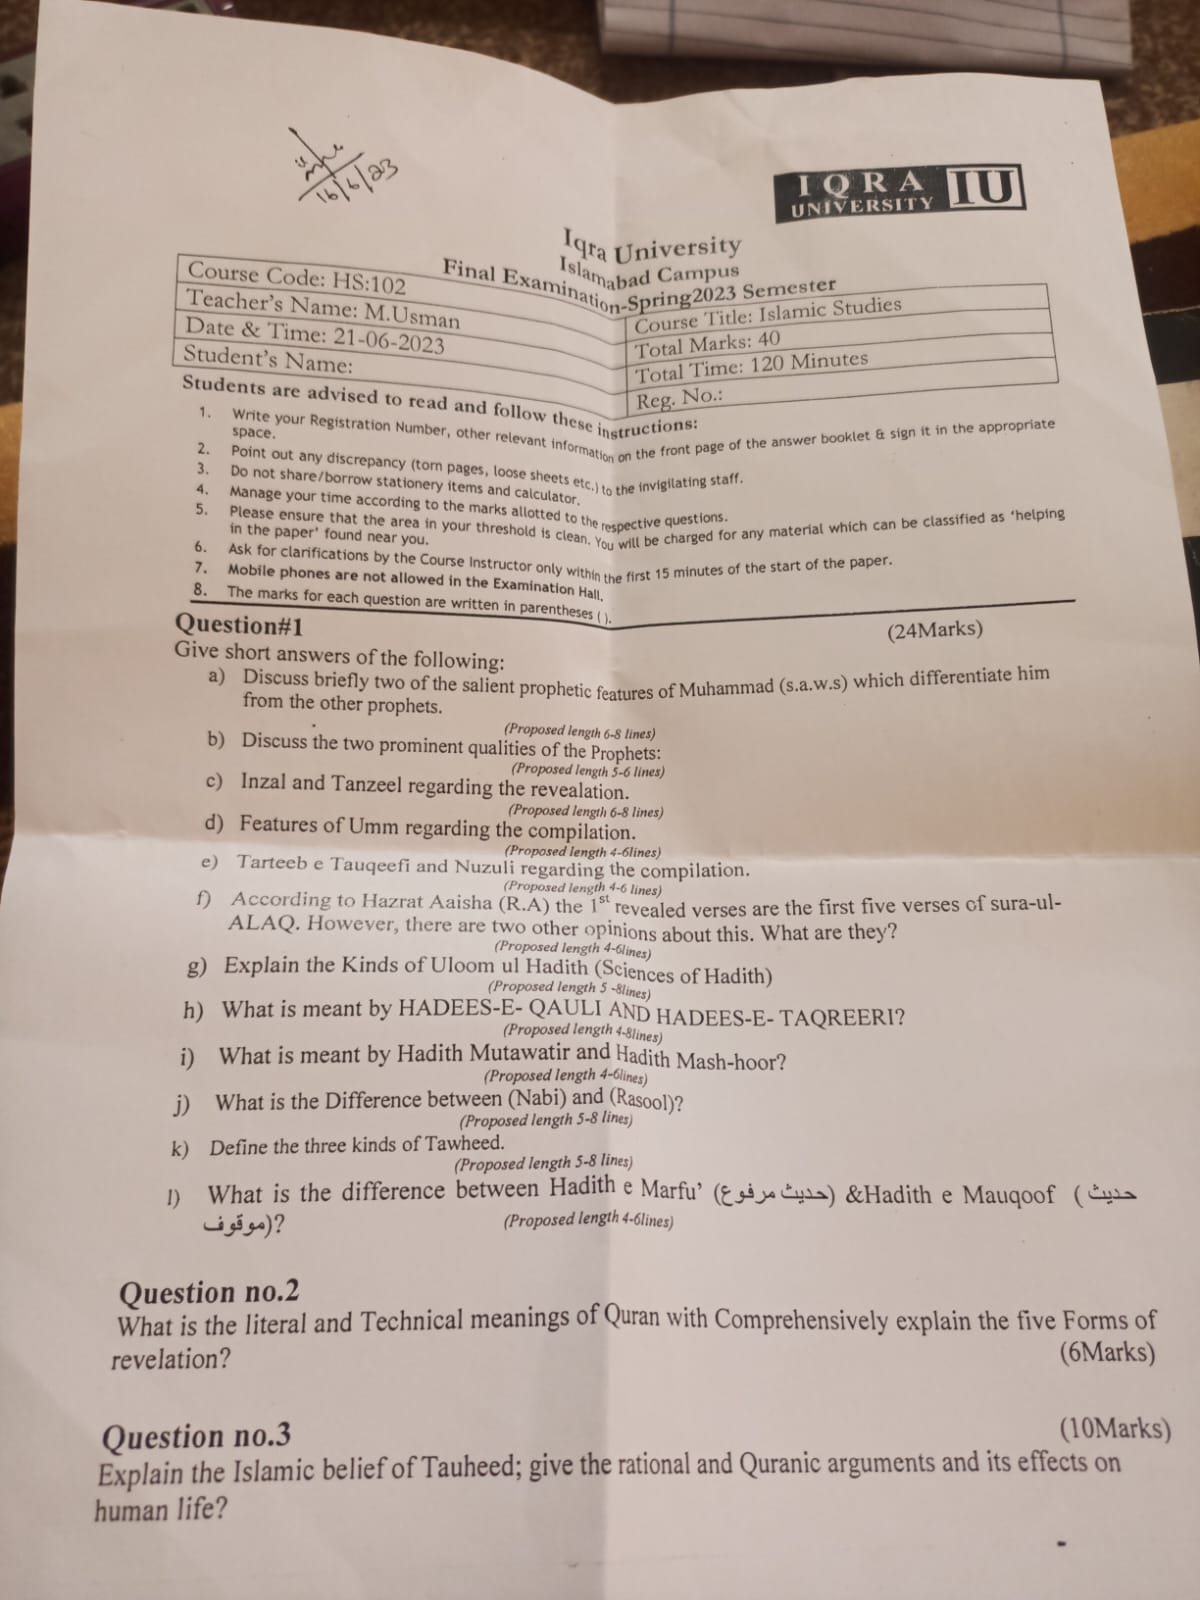 16/6/23
IQRA
UNIVERSITY
IU
Iqra University
Islamabad Campus
Final Examination-Spring2023 Semester
Course Code: HS:102
Course Title: Islamic Studies
Teacher's Name: M.Usman
Total Marks: 40
Date & Time: 21-06-2023
Total Time: 120 Minutes
Student's Name:
Reg. No.:
Students are advised to read and follow these instructions:
1. Write your Registration Number, other relevant information on the front page of the answer booklet & sign it in the appropriate
space.
2. Point out any discrepancy (torn pages, loose sheets etc.) to the invigilating staff.
3. Do not share/borrow stationery items and calculator.
4. Manage your time according to the marks allotted to the respective questions.
5. Please ensure that the area in your threshold is clean. You will be charged for any material which can be classified as 'helping
in the paper' found near you.
6. Ask for clarifications by the Course Instructor only within the first 15 minutes of the start of the paper.
7. Mobile phones are not allowed in the Examination Hall.
8. The marks for each question are written in parentheses ( ).
Question#1 (24Marks)
Give short answers of the following:
a) Discuss briefly two of the salient prophetic features of Muhammad (s.a.w.s) which differentiate him
from the other prophets.
(Proposed length 6-8 lines)
b) Discuss the two prominent qualities of the Prophets:
(Proposed length 5-6 lines)
c) Inzal and Tanzeel regarding the revealation.
(Proposed length 6-8 lines)
d) Features of Umm regarding the compilation.
(Proposed length 4-6lines)
e) Tarteeb e Tauqeefi and Nuzuli regarding the compilation.
(Proposed length 4-6 lines)
f) According to Hazrat Aaisha (R.A) the 1st revealed verses are the first five verses of sura-ul-
ALAQ. However, there are two other opinions about this. What are they?
(Proposed length 4-6lines)
g) Explain the Kinds of Uloom ul Hadith (Sciences of Hadith)
(Proposed length 5 -8lines)
h) What is meant by HADEES-E- QAULI AND HADEES-E- TAQREERI?
(Proposed length 4-8lines)
i) What is meant by Hadith Mutawatir and Hadith Mash-hoor?
(Proposed length 4-6lines)
j) What is the Difference between (Nabi) and (Rasool)?
(Proposed length 5-8 lines)
k) Define the three kinds of Tawheed.
(Proposed length 5-8 lines)
l) What is the difference between Hadith e Marfu' (حدیث مرفوع) &Hadith e Mauqoof ( حدیث
موقوف)? (Proposed length 4-6lines)
Question no.2
What is the literal and Technical meanings of Quran with Comprehensively explain the five Forms of
revelation? (6Marks)
Question no.3 (10Marks)
Explain the Islamic belief of Tauheed; give the rational and Quranic arguments and its effects on
human life?